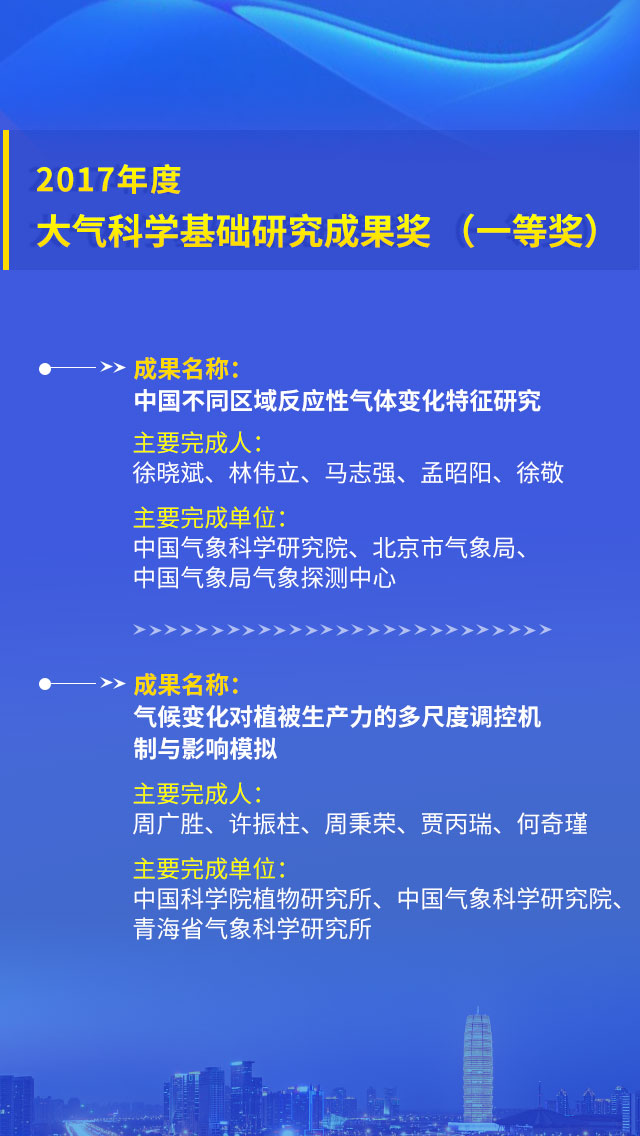 2017年度
大气科学基础研究成果奖（一等奖）
成果名称：
中国不同区域反应性气体变化特征研究
主要完成人：
徐晓斌、林伟立、马志强、孟昭阳、徐敬
主要完成单位：
中国气象科学研究院、北京市气象局、
中国气象局气象探测中心
成果名称：
气候变化对植被生产力的多尺度调控机
制与影响模拟
主要完成人：
周广胜、许振柱、周秉荣、贾丙瑞、何奇瑾
主要完成单位：
中国科学院植物研究所、中国气象科学研究院、
青海省气象科学研究所